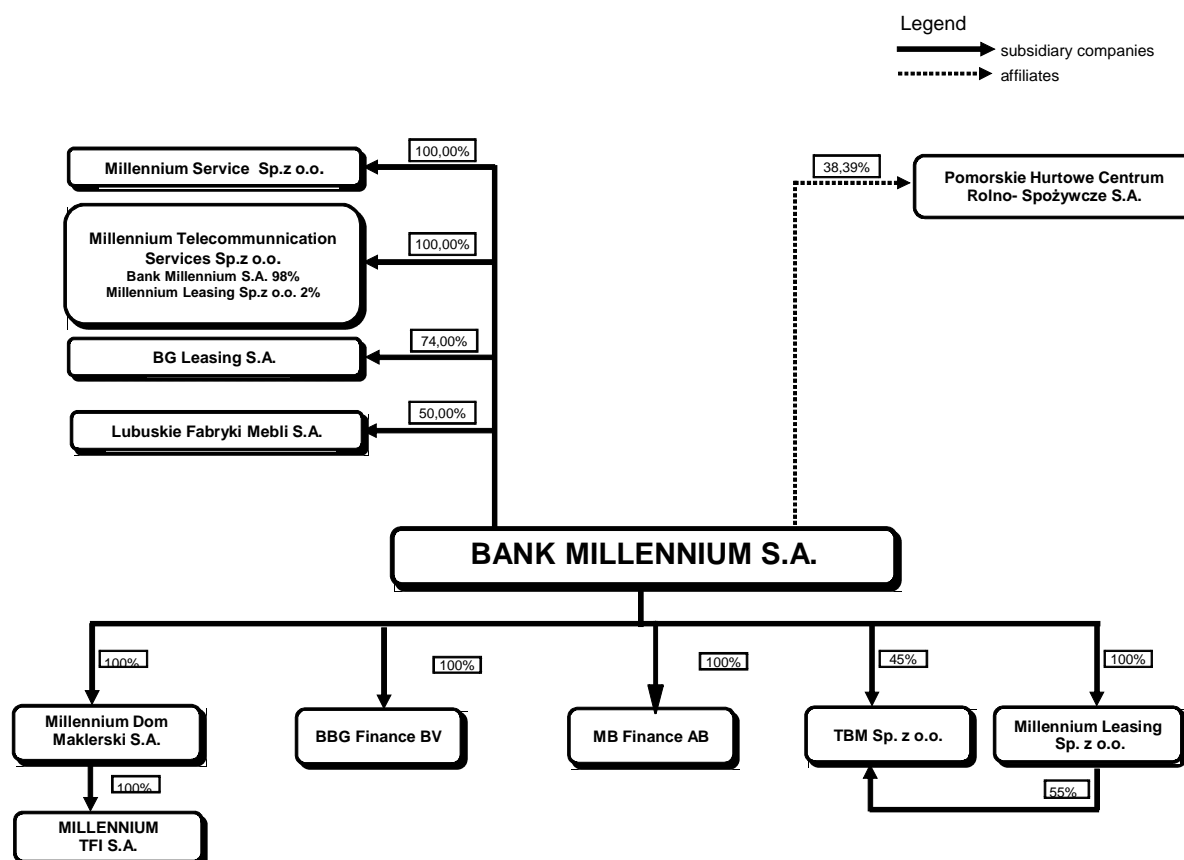 Legend
subsidiary companies
affiliates
100,00%
Millennium Service Sp.z o.o.
38,39%
Pomorskie Hurtowe Centrum
Rolno- Spożywcze S.A.
Millennium Telecommunnication
Services Sp.z o.o.
Bank Millennium S.A. 98%
Millennium Leasing Sp.z o.o. 2%
100,00%
74,00%
BG Leasing S.A.
50,00%
Lubuskie Fabryki Mebli S.A.
BANK MILLENNIUM S.A.
100%
100%
100%
45%
100%
Millennium Dom
Maklerski S.A.
BBG Finance BV
MB Finance AB
TBM Sp. z o.o.
Millennium Leasing
Sp. z o.o.
100%
55%
MILLENNIUM
TFI S.A.